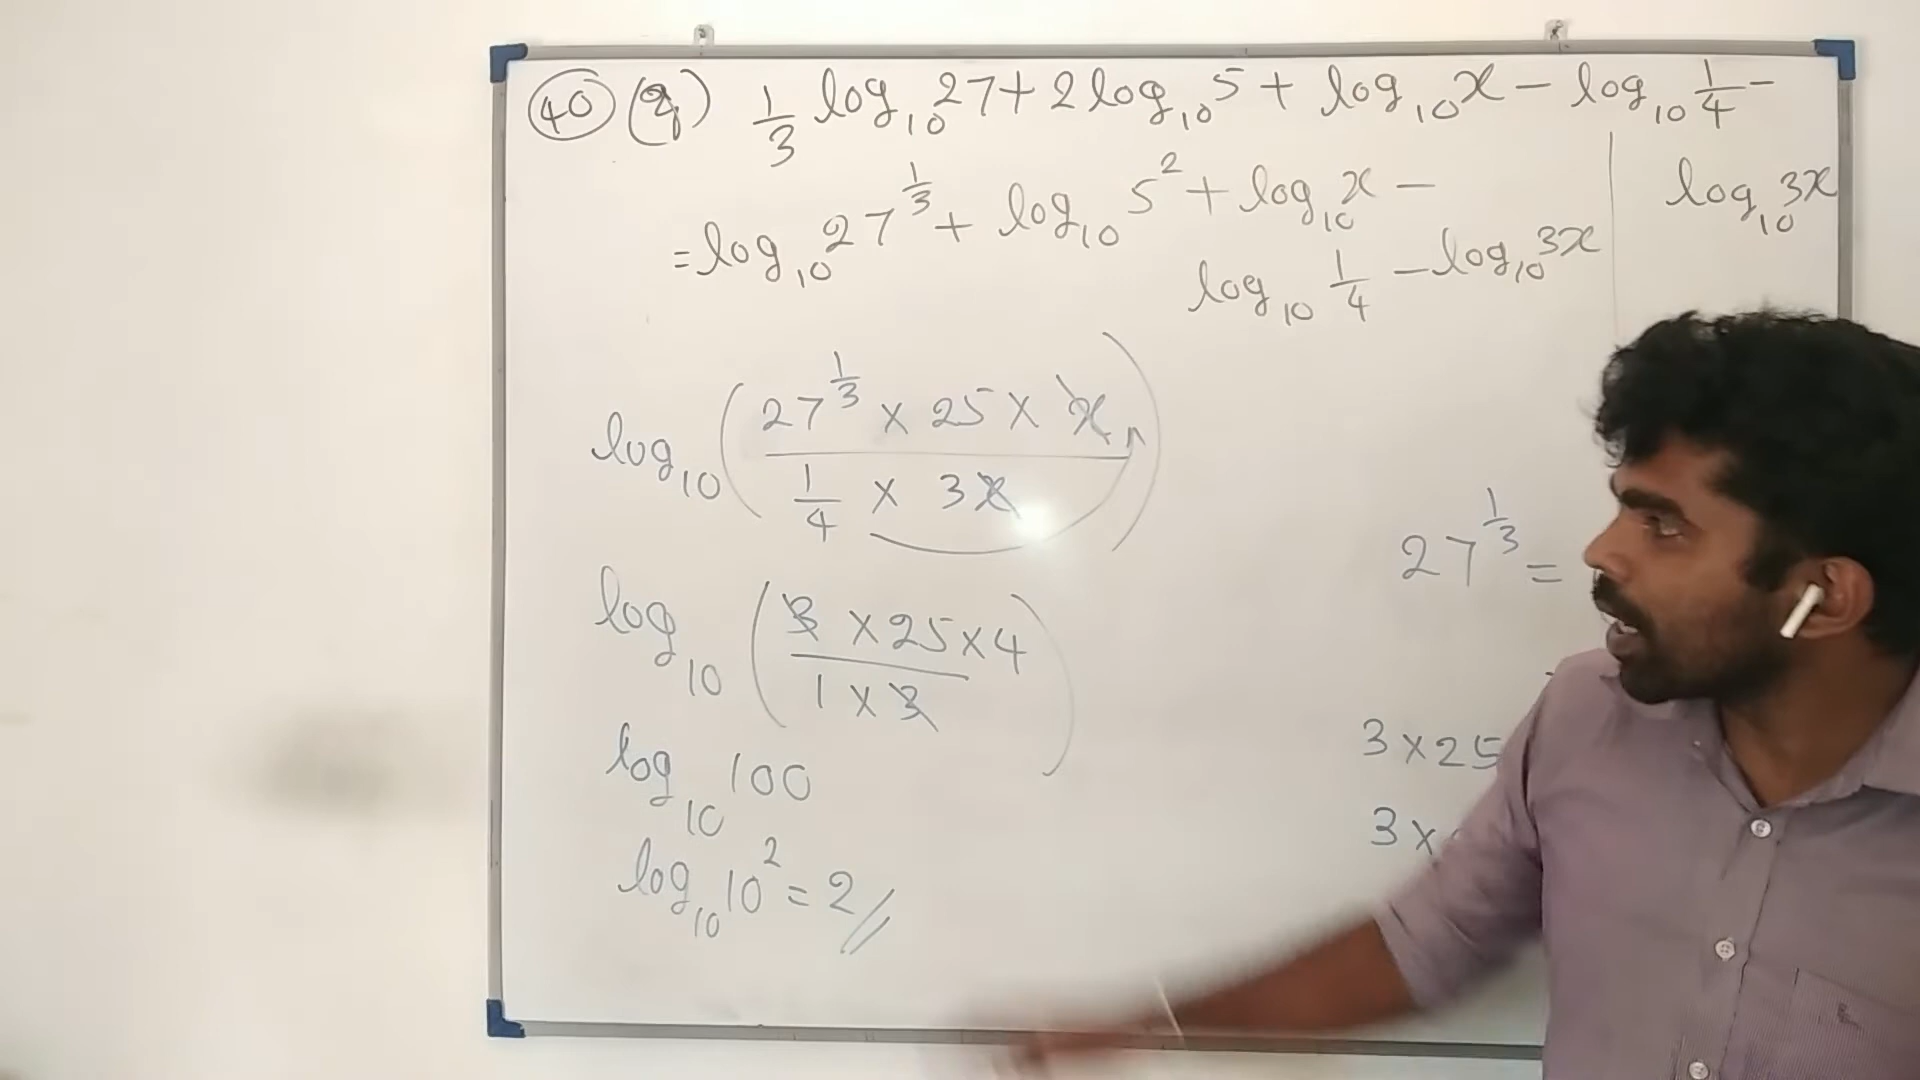 40 (q) 1/3 log₁₀ 27 + 2 log₁₀ 5 + log₁₀ x − log₁₀ 1/4 −
log₁₀ 3x
= log₁₀ 27^(1/3) + log₁₀ 5² + log₁₀ x −
log₁₀ 1/4 − log₁₀ 3x
log₁₀ (27^(1/3) × 25 × x / 1/4 × 3x)
log₁₀ (3 × 25 × 4 / 1 × 3)
log₁₀ 100
log₁₀ 10² = 2 //
27^(1/3) =
3 × 25
3 ×